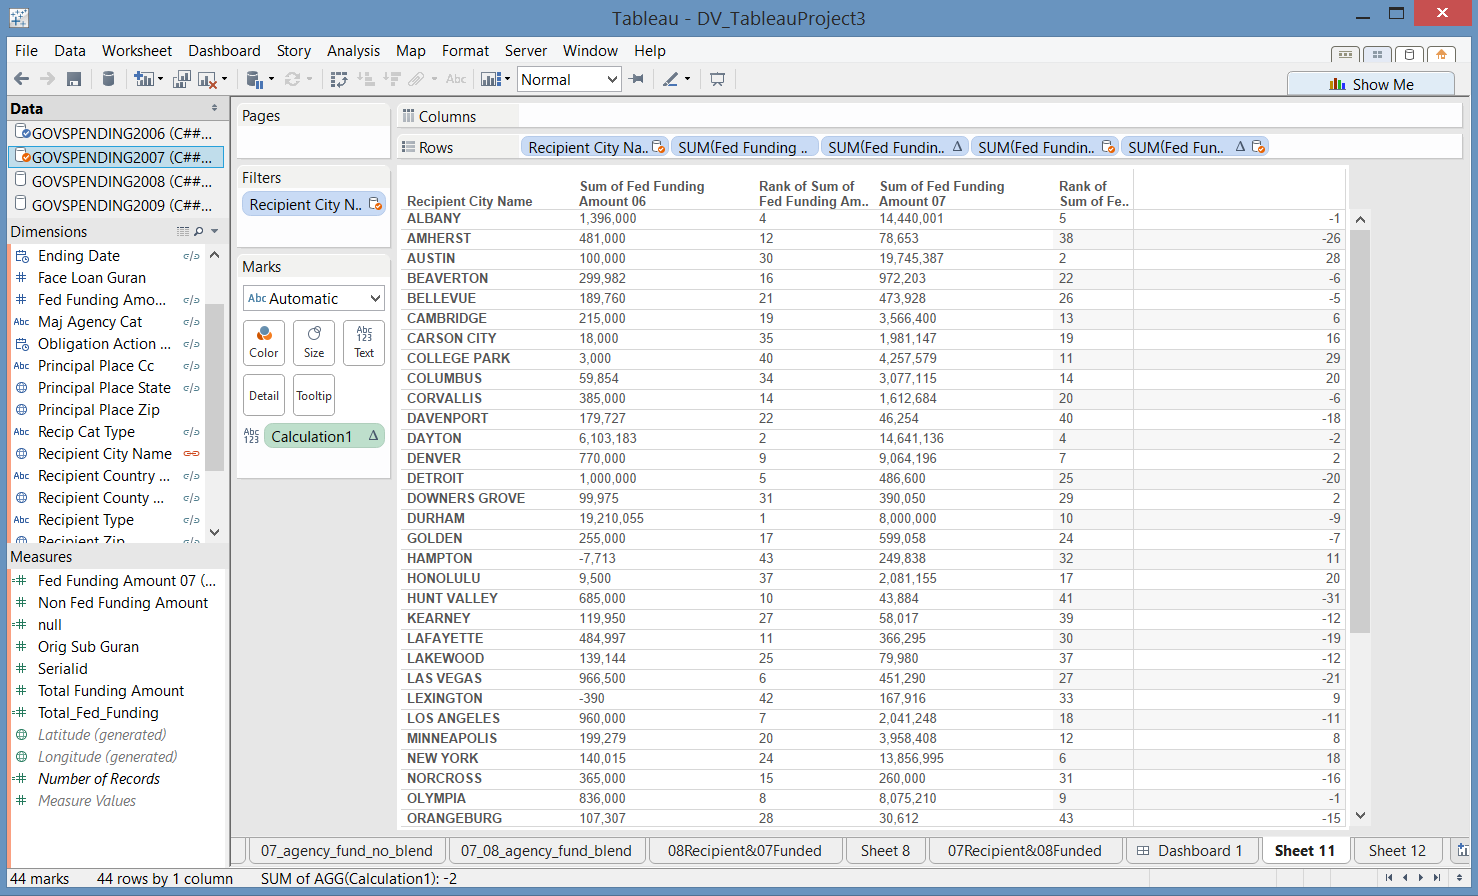 Tableau - DV_TableauProject3
File Data Worksheet Dashboard Story Analysis Map Format Server Window Help
Abc Normal
Show Me
Data
GOVSPENDING2006 (C##...
GOVSPENDING2007 (C##...
GOVSPENDING2008 (C##...
GOVSPENDING2009 (C##...
Dimensions
Ending Date
Face Loan Guran
Fed Funding Amo...
Abc Maj Agency Cat
Obligation Action ...
Abc Principal Place Cc
Principal Place State
Principal Place Zip
Abc Recip Cat Type
Recipient City Name
Abc Recipient Country ...
Recipient County ...
Abc Recipient Type
Recipient Zip
Measures
Fed Funding Amount 07 (...
Non Fed Funding Amount
null
Orig Sub Guran
Serialid
Total Funding Amount
Total_Fed_Funding
Latitude (generated)
Longitude (generated)
Number of Records
Measure Values
Pages
Filters
Recipient City N..
Marks
Abc Automatic
Color Size Abc 123 Text
Detail Tooltip
Abc 123 Calculation1
Columns
Rows Recipient City Na.. SUM(Fed Funding .. SUM(Fed Fundin.. SUM(Fed Fundin.. SUM(Fed Fun..
Sum of Fed Funding Rank of Sum of Sum of Fed Funding Rank of
Recipient City Name Amount 06 Fed Funding Am.. Amount 07 Sum of Fe..
ALBANY 1,396,000 4 14,440,001 5 -1
AMHERST 481,000 12 78,653 38 -26
AUSTIN 100,000 30 19,745,387 2 28
BEAVERTON 299,982 16 972,203 22 -6
BELLEVUE 189,760 21 473,928 26 -5
CAMBRIDGE 215,000 19 3,566,400 13 6
CARSON CITY 18,000 35 1,981,147 19 16
COLLEGE PARK 3,000 40 4,257,579 11 29
COLUMBUS 59,854 34 3,077,115 14 20
CORVALLIS 385,000 14 1,612,684 20 -6
DAVENPORT 179,727 22 46,254 40 -18
DAYTON 6,103,183 2 14,641,136 4 -2
DENVER 770,000 9 9,064,196 7 2
DETROIT 1,000,000 5 486,600 25 -20
DOWNERS GROVE 99,975 31 390,050 29 2
DURHAM 19,210,055 1 8,000,000 10 -9
GOLDEN 255,000 17 599,058 24 -7
HAMPTON -7,713 43 249,838 32 11
HONOLULU 9,500 37 2,081,155 17 20
HUNT VALLEY 685,000 10 43,884 41 -31
KEARNEY 119,950 27 58,017 39 -12
LAFAYETTE 484,997 11 366,295 30 -19
LAKEWOOD 139,144 25 79,980 37 -12
LAS VEGAS 966,500 6 451,290 27 -21
LEXINGTON -390 42 167,916 33 9
LOS ANGELES 960,000 7 2,041,248 18 -11
MINNEAPOLIS 199,279 20 3,958,408 12 8
NEW YORK 140,015 24 13,856,995 6 18
NORCROSS 365,000 15 260,000 31 -16
OLYMPIA 836,000 8 8,075,210 9 -1
ORANGEBURG 107,307 28 30,612 43 -15
07_agency_fund_no_blend 07_08_agency_fund_blend 08Recipient&07Funded Sheet 8 07Recipient&08Funded Dashboard 1 Sheet 11 Sheet 12
44 marks 44 rows by 1 column SUM of AGG(Calculation1): -2